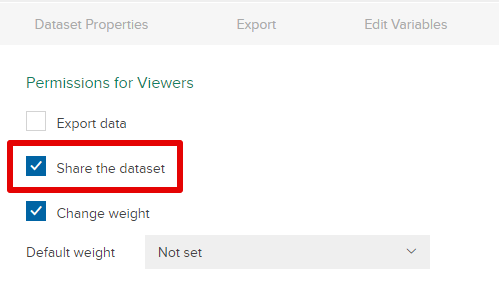 Dataset Properties Export Edit Variables
Permissions for Viewers
Export data
Share the dataset
Change weight
Default weight Not set